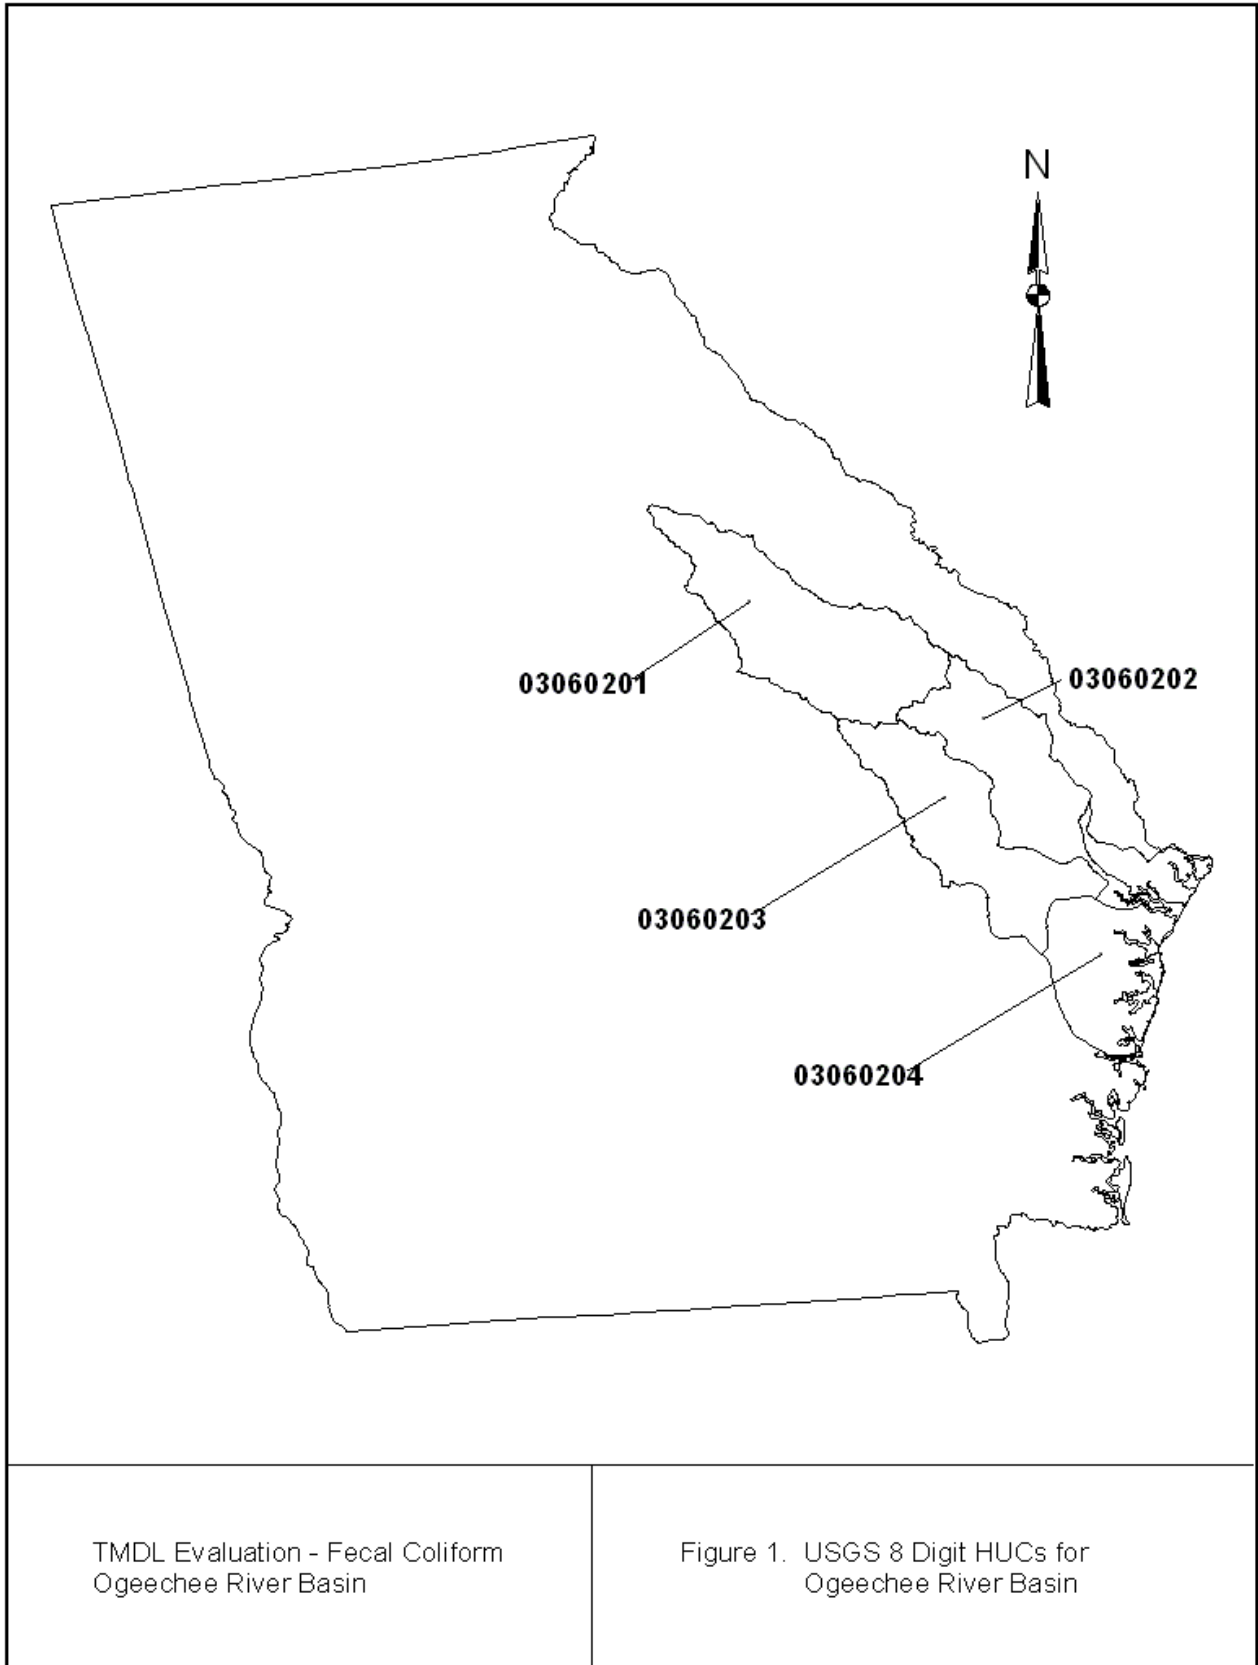 N
03060201
03060202
03060203
03060204
TMDL Evaluation - Fecal Coliform
Ogeechee River Basin
Figure 1. USGS 8 Digit HUCs for
Ogeechee River Basin